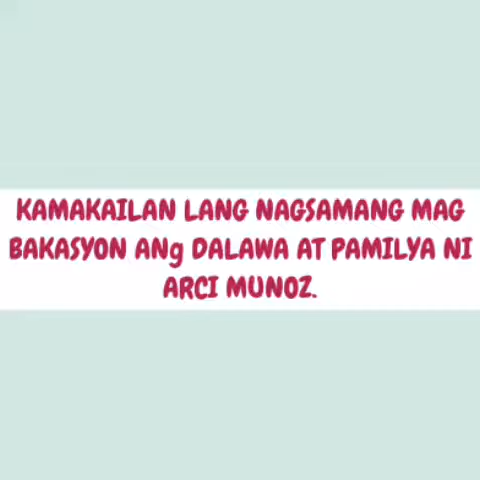 KAMAKAILAN LANG NAGSAMANG MAG
BAKASYON ANg DALAWA AT PAMILYA NI
ARCI MUNOZ.